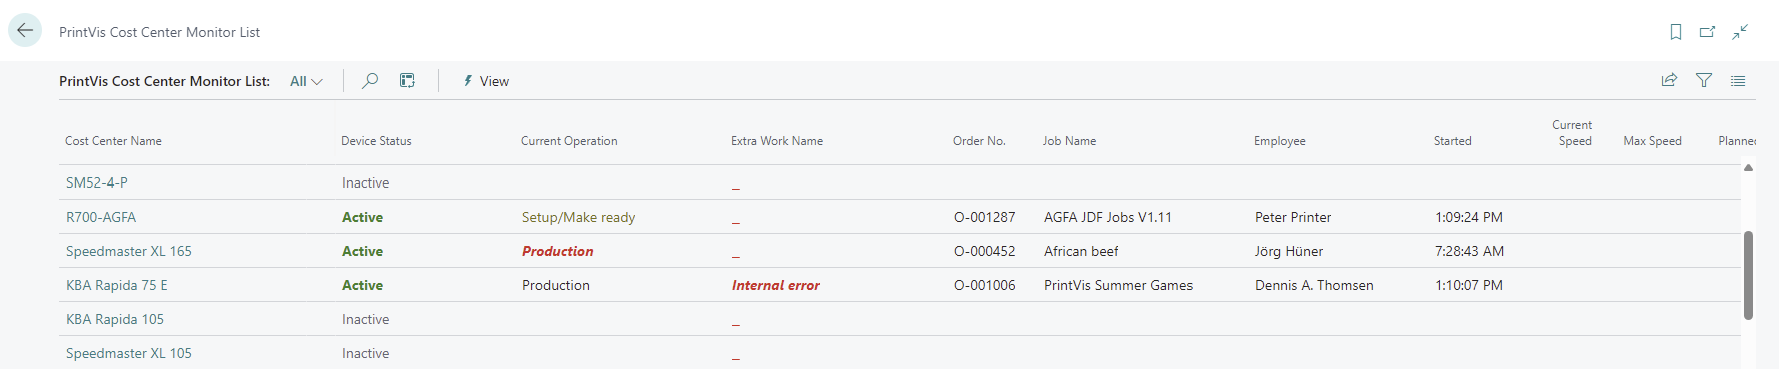 PrintVis Cost Center Monitor List
PrintVis Cost Center Monitor List: All View
Cost Center Name Device Status Current Operation Extra Work Name Order No. Job Name Employee Started Current Speed Max Speed Planned
SM52-4-P Inactive _
R700-AGFA Active Setup/Make ready _ O-001287 AGFA JDF Jobs V1.11 Peter Printer 1:09:24 PM
Speedmaster XL 165 Active Production _ O-000452 African beef Jörg Hüner 7:28:43 AM
KBA Rapida 75 E Active Production Internal error O-001006 PrintVis Summer Games Dennis A. Thomsen 1:10:07 PM
KBA Rapida 105 Inactive _
Speedmaster XL 105 Inactive _